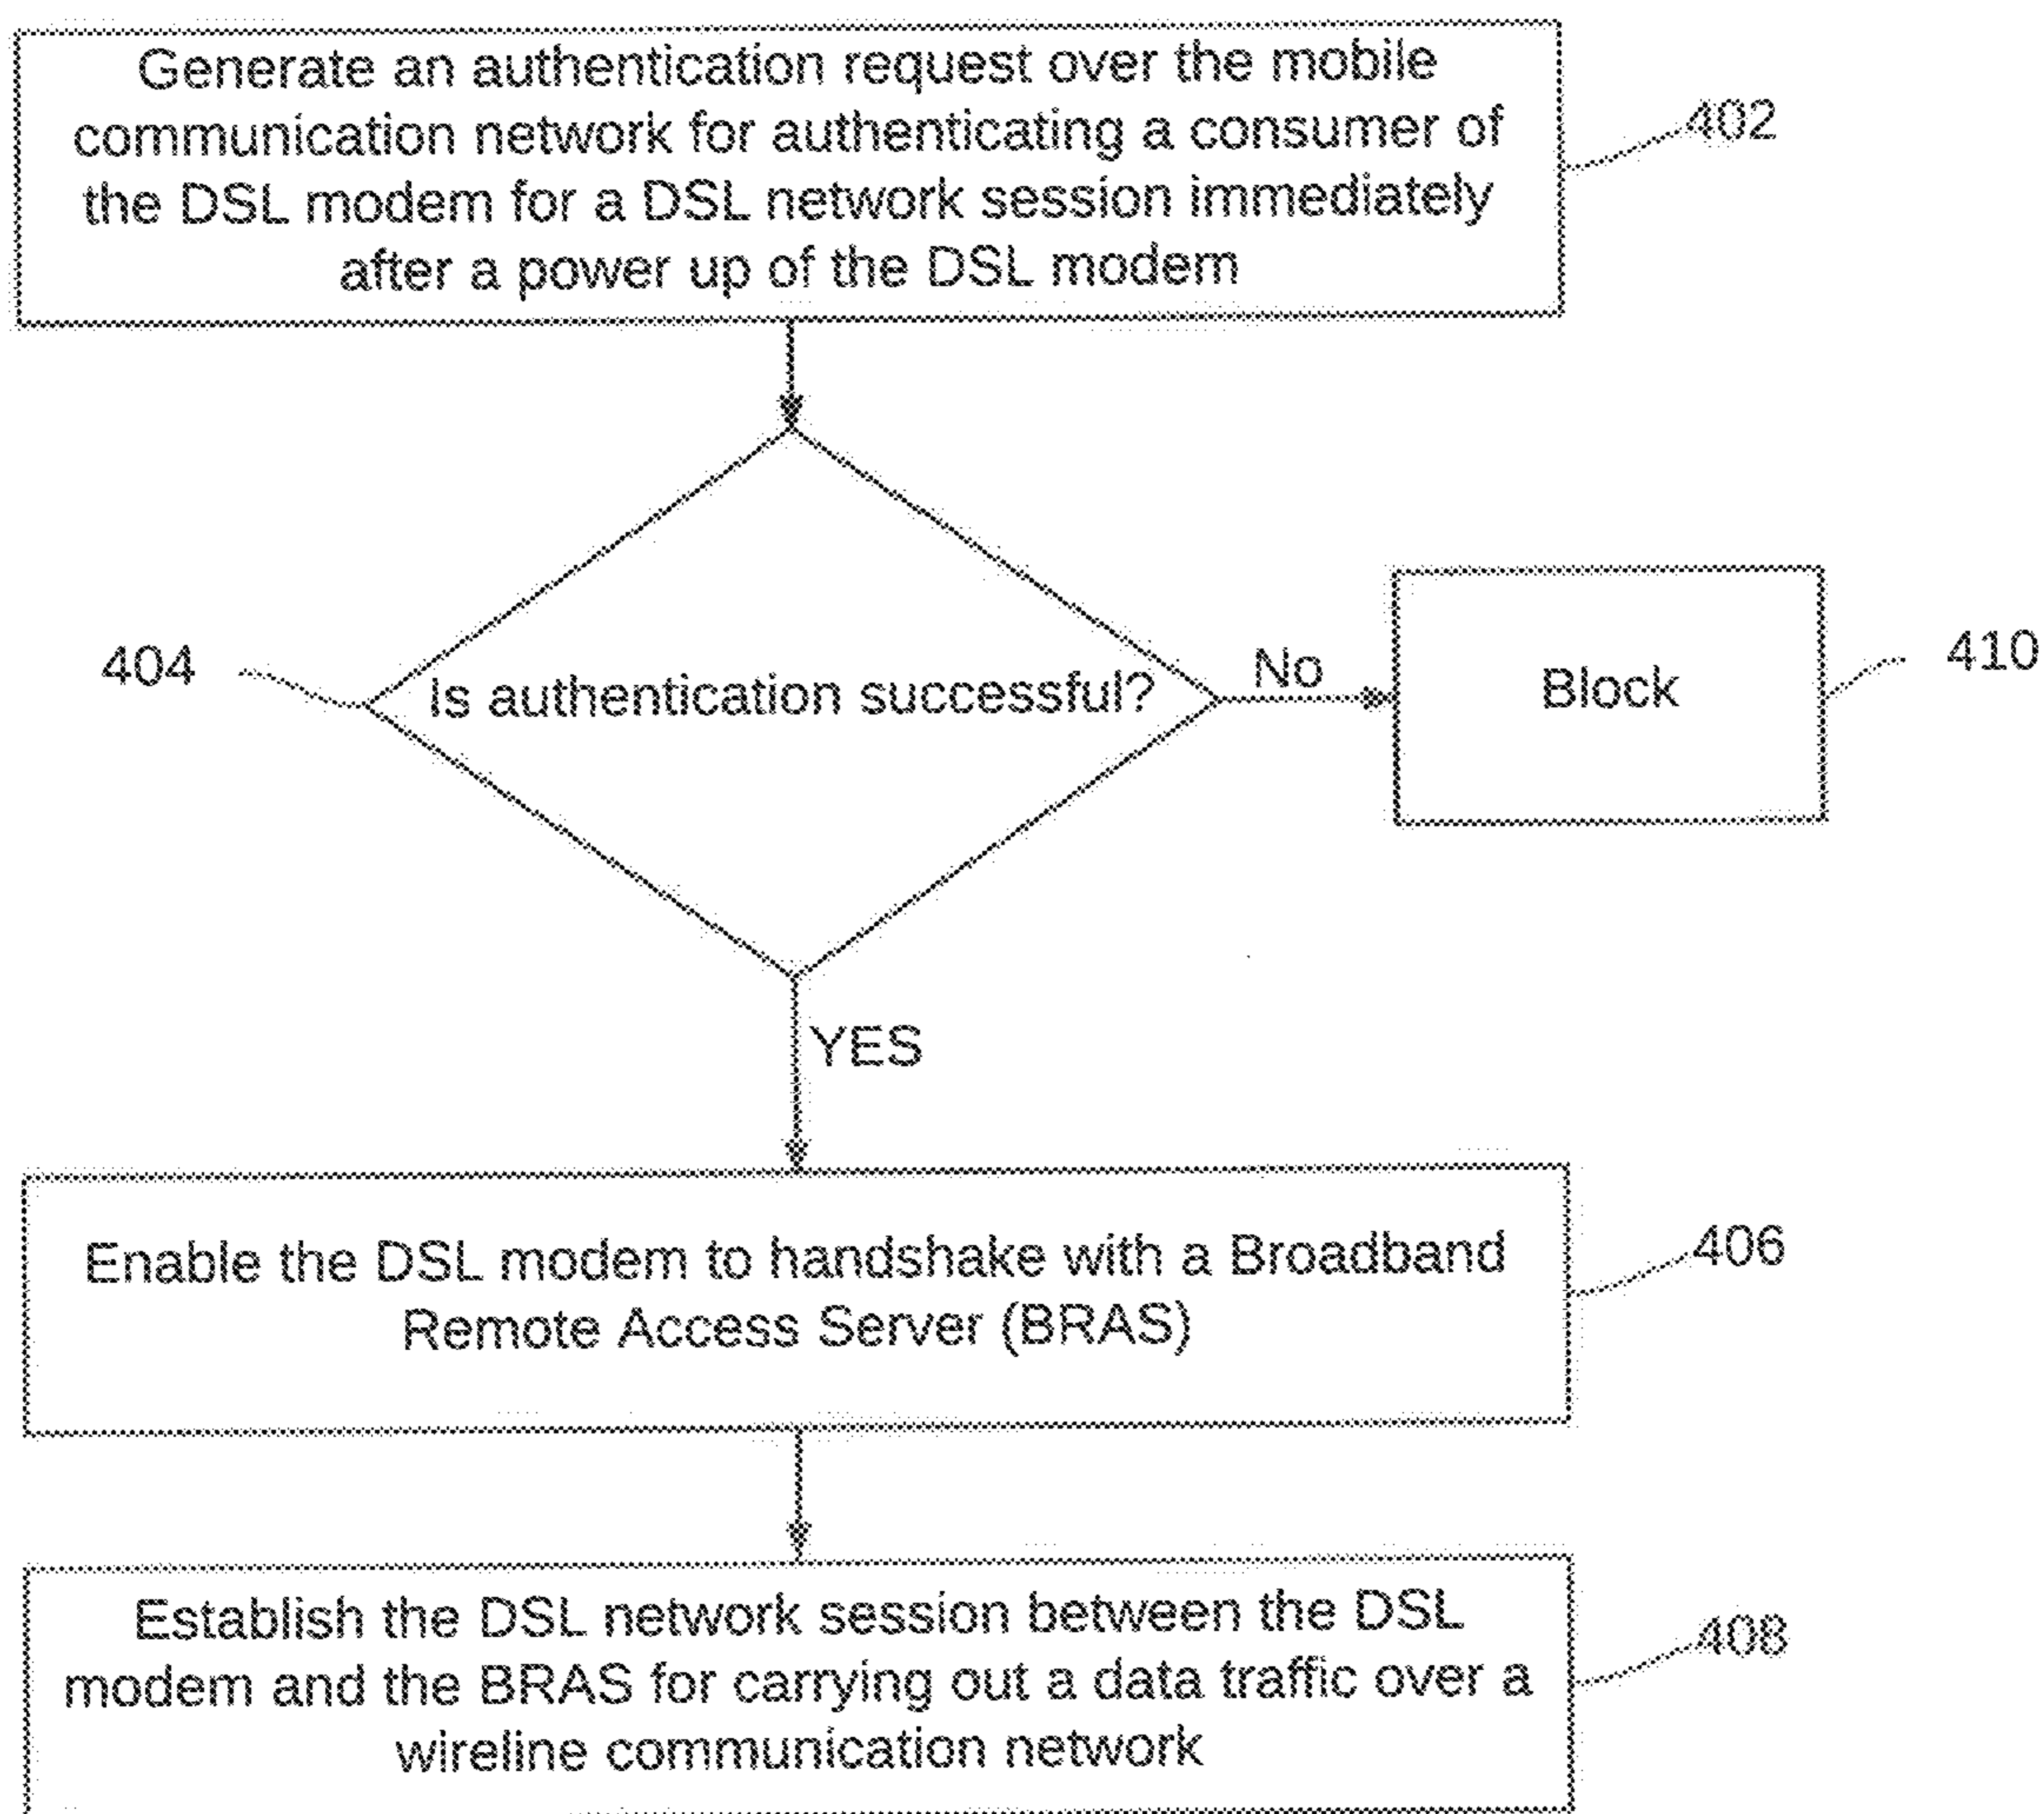 Generate an authentication request over the mobile
communication network for authenticating a consumer of
the DSL modem for a DSL network session immediately
after a power up of the DSL modem
402
404
Is authentication successful?
No
Block
410
YES
Enable the DSL modem to handshake with a Broadband
Remote Access Server (BRAS)
406
Establish the DSL network session between the DSL
modem and the BRAS for carrying out a data traffic over a
wireline communication network
408